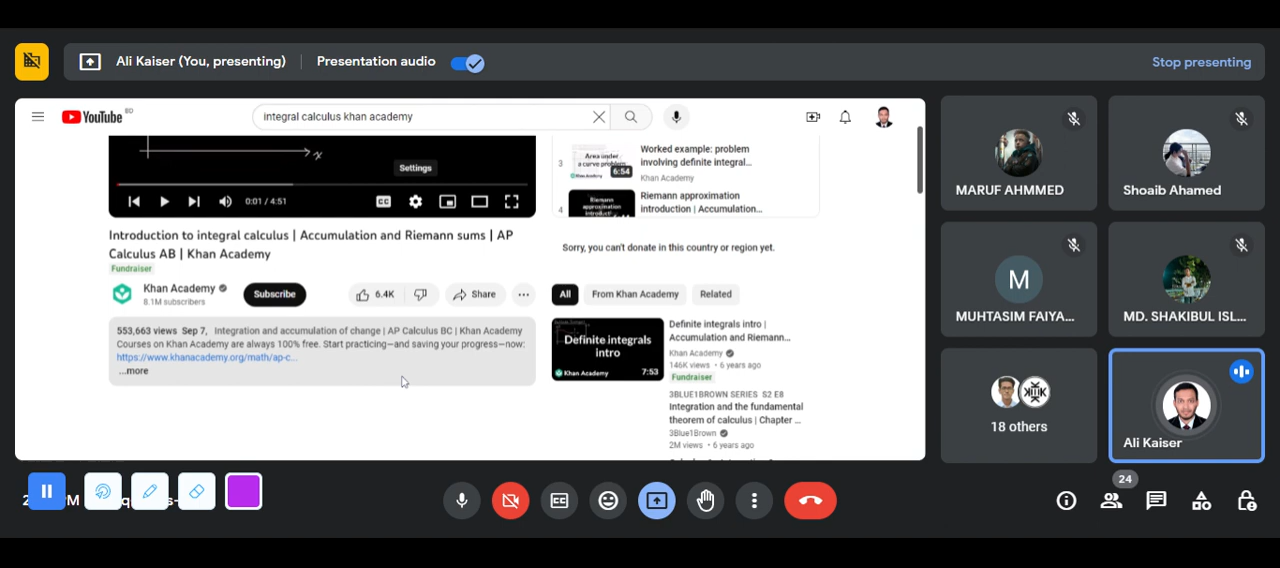 Ali Kaiser (You, presenting)
Presentation audio
Stop presenting
YouTube BD
integral calculus khan academy
x
Settings
0:01 / 4:51
CC
Introduction to integral calculus | Accumulation and Riemann sums | AP
Calculus AB | Khan Academy
Fundraiser
Khan Academy
8.1M subscribers
Subscribe
6.4K
Share
553,663 views Sep 7, Integration and accumulation of change | AP Calculus BC | Khan Academy
Courses on Khan Academy are always 100% free. Start practicing—and saving your progress—now:
https://www.khanacademy.org/math/ap-c...
...more
3
Area under
a curve problem
6:54
Worked example: problem
involving definite integral...
Khan Academy
4
Riemann
approximation
introduction
Riemann approximation
introduction | Accumulation...
Sorry, you can't donate in this country or region yet.
All
From Khan Academy
Related
Definite integrals
intro
Khan Academy
7:53
Definite integrals intro |
Accumulation and Riemann...
Khan Academy
146K views • 6 years ago
Fundraiser
3BLUE1BROWN SERIES S2 E8
Integration and the fundamental
theorem of calculus | Chapter ...
3Blue1Brown
2M views • 6 years ago
MARUF AHMMED
Shoaib Ahamed
M
MUHTASIM FAIYA...
MD. SHAKIBUL ISL...
18 others
Ali Kaiser
24